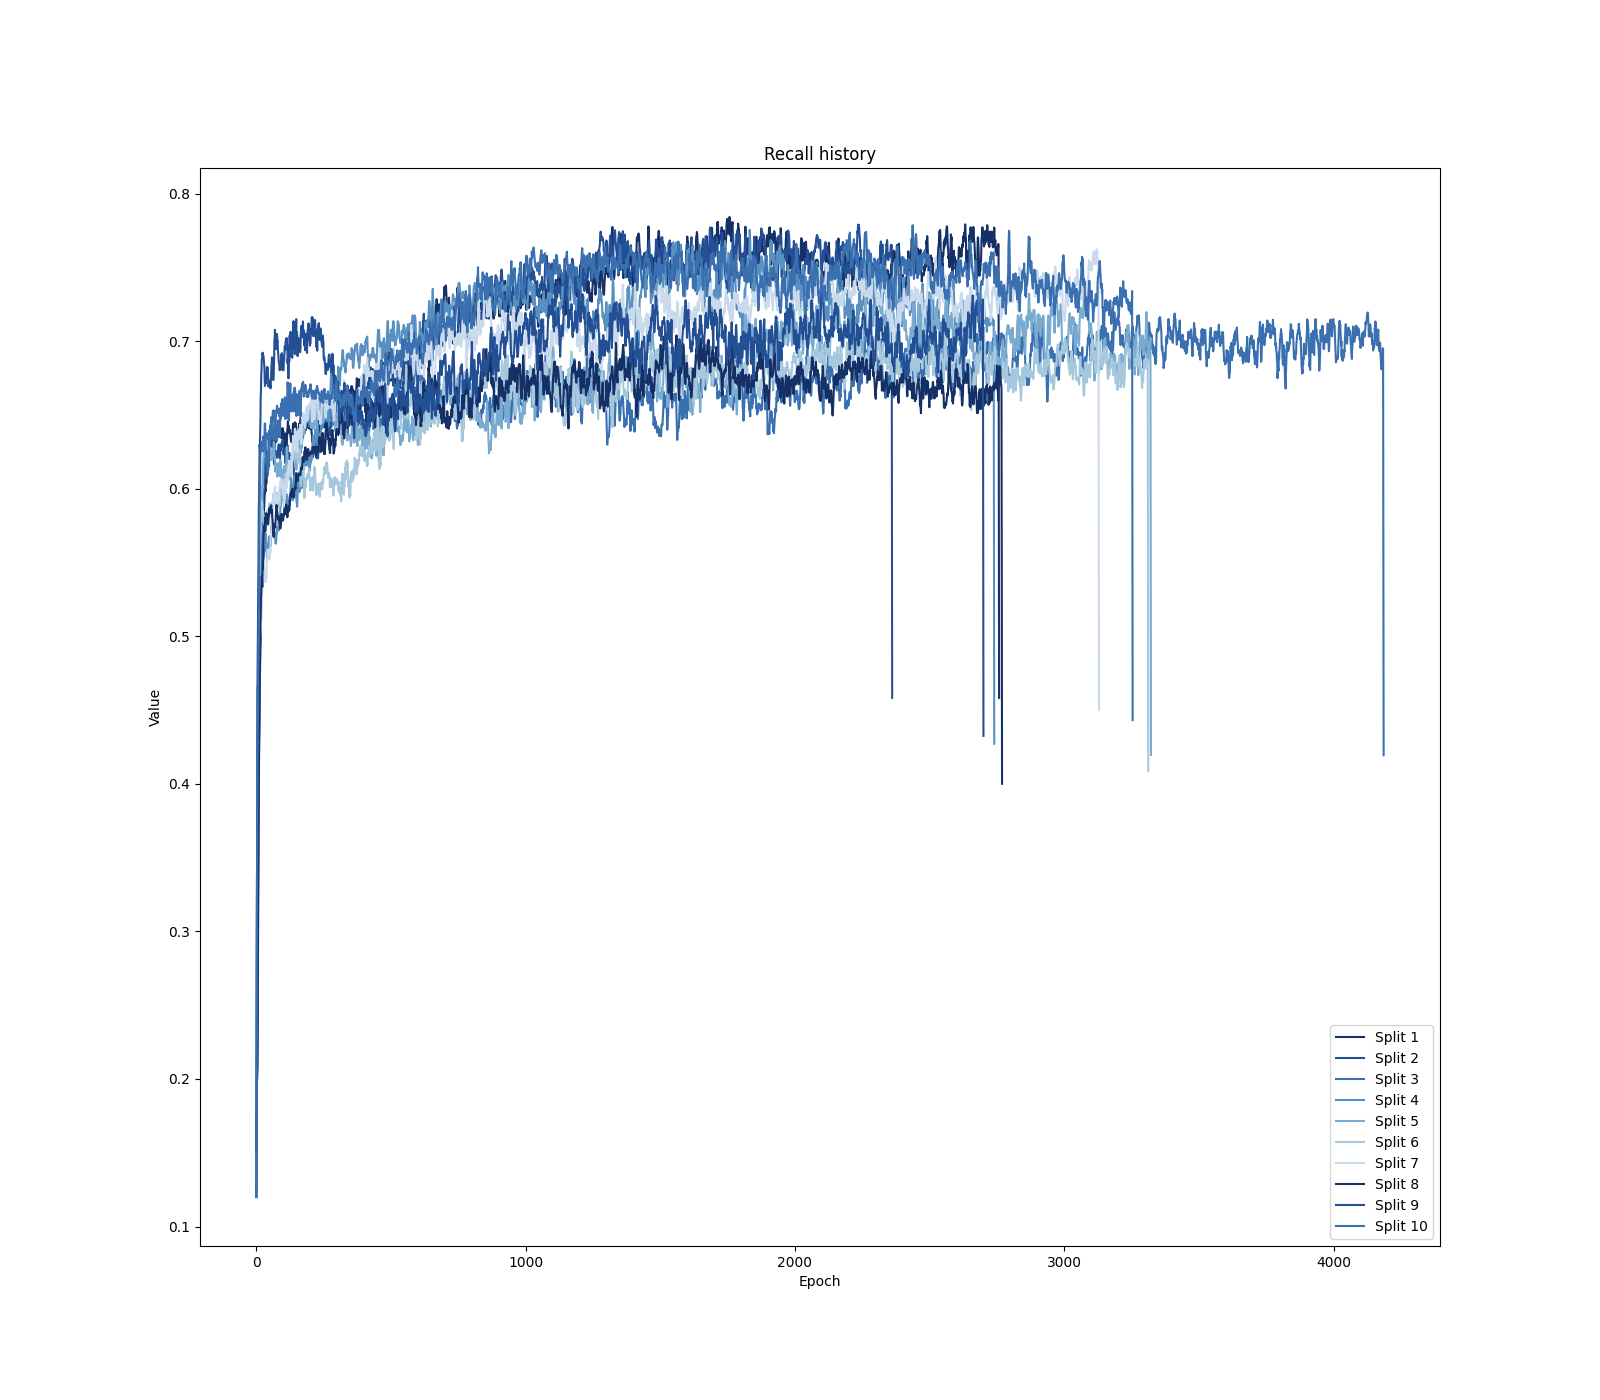 Recall history
Value
0.8
0.7
0.6
0.5
0.4
0.3
0.2
0.1
0
1000
2000
3000
4000
Epoch
Split 1
Split 2
Split 3
Split 4
Split 5
Split 6
Split 7
Split 8
Split 9
Split 10